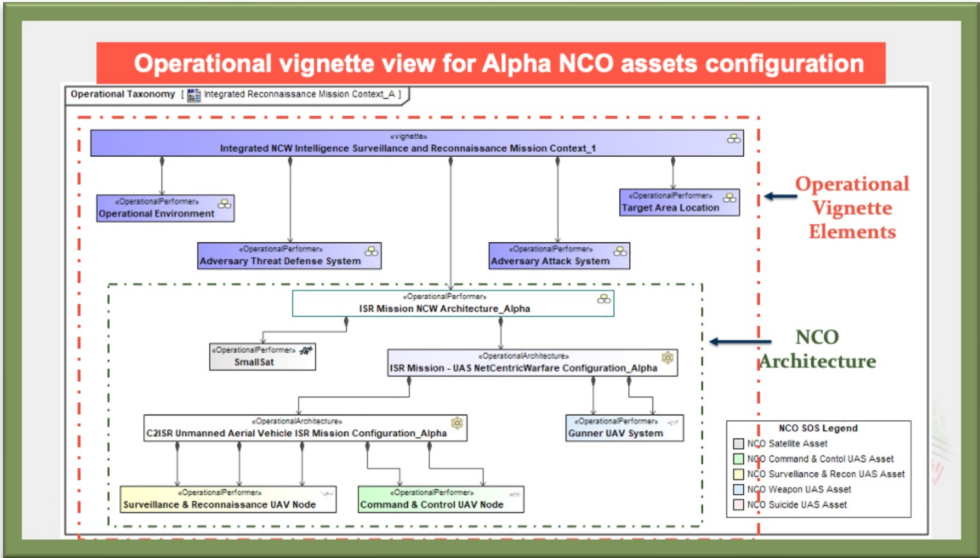 Operational vignette view for Alpha NCO assets configuration
Operational Taxonomy [ Integrated Reconnaissance Mission Context_A ]
«vignette»
Integrated NCW Intelligence Surveillance and Reconnaissance Mission Context_1
«OperationalPerformer»
Operational Environment
«OperationalPerformer»
Target Area Location
Operational
Vignette
Elements
«OperationalPerformer»
Adversary Threat Defense System
«OperationalPerformer»
Adversary Attack System
«OperationalPerformer»
ISR Mission NCW Architecture_Alpha
NCO
Architecture
«OperationalPerformer»
SmallSat
«OperationalArchitecture»
ISR Mission - UAS NetCentricWarfare Configuration_Alpha
«OperationalArchitecture»
C2ISR Unmanned Aerial Vehicle ISR Mission Configuration_Alpha
«OperationalPerformer»
Gunner UAV System
«OperationalPerformer»
Surveillance & Reconnaissance UAV Node
«OperationalPerformer»
Command & Control UAV Node
NCO SOS Legend
NCO Satellite Asset
NCO Command & Contol UAS Asset
NCO Surveillance & Recon UAS Asset
NCO Weapon UAS Asset
NCO Suicide UAS Asset